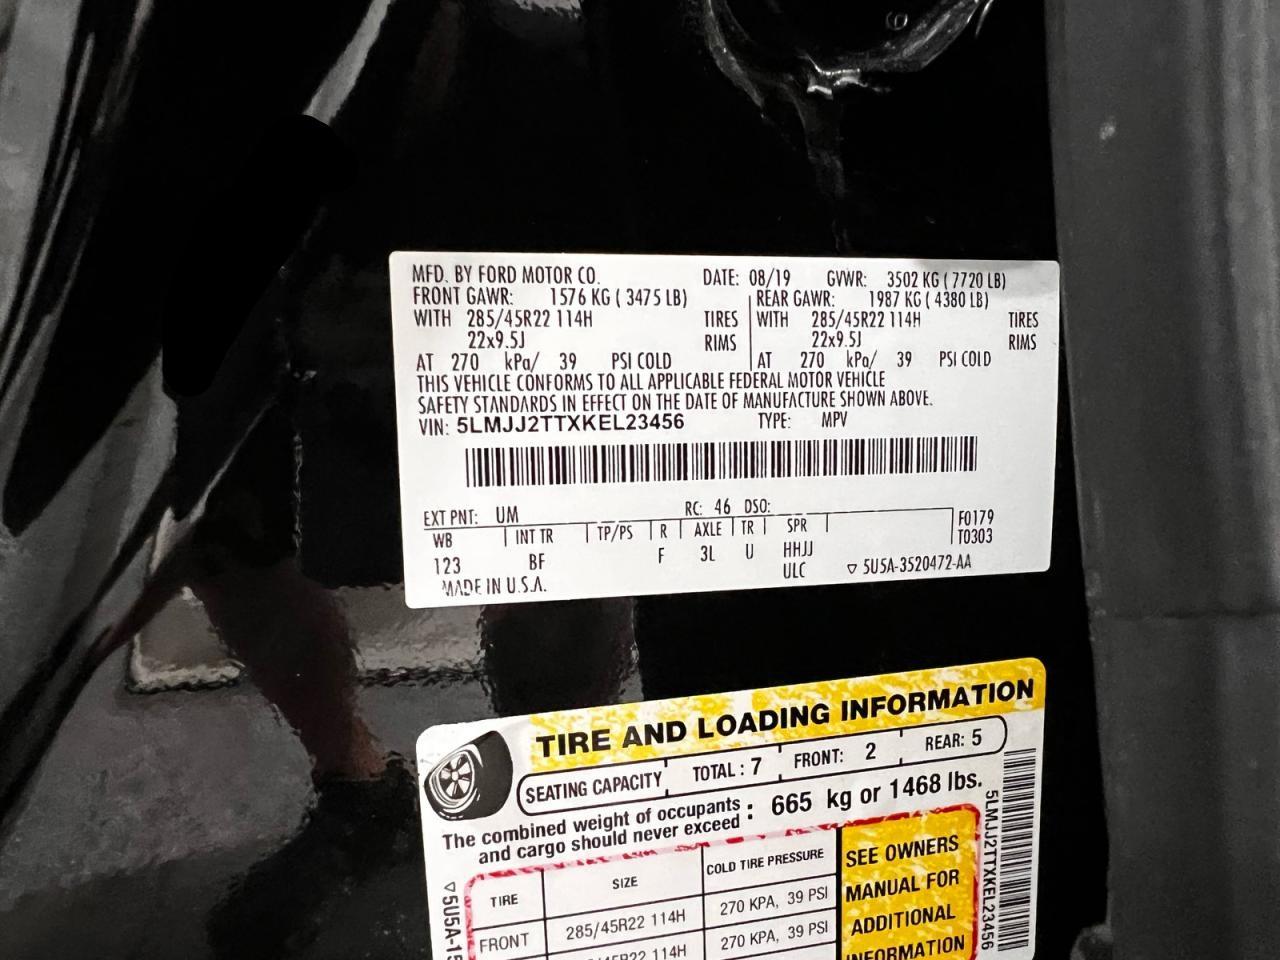 MFD. BY FORD MOTOR CO. DATE: 08/19 GVWR: 3502 KG ( 7720 LB)
FRONT GAWR: 1576 KG ( 3475 LB) REAR GAWR: 1987 KG ( 4380 LB)
WITH 285/45R22 114H TIRES WITH 285/45R22 114H TIRES
22x9.5J RIMS 22x9.5J RIMS
AT 270 kPa/ 39 PSI COLD AT 270 kPa/ 39 PSI COLD
THIS VEHICLE CONFORMS TO ALL APPLICABLE FEDERAL MOTOR VEHICLE
SAFETY STANDARDS IN EFFECT ON THE DATE OF MANUFACTURE SHOWN ABOVE.
VIN: 5LMJJ2TTXKEL23456 TYPE: MPV
EXT PNT: UM RC: 46 DSO:
WB INT TR TP/PS R AXLE TR SPR F0179
T0303
123 BF F 3L U HHJJ
ULC ▽ 5U5A-3520472-AA
MADE IN U.S.A.
TIRE AND LOADING INFORMATION
SEATING CAPACITY TOTAL : 7 FRONT: 2 REAR: 5
The combined weight of occupants
and cargo should never exceed : 665 kg or 1468 lbs.
TIRE SIZE COLD TIRE PRESSURE
FRONT 285/45R22 114H 270 KPA, 39 PSI
114H 270 KPA, 39 PSI
SEE OWNERS
MANUAL FOR
ADDITIONAL
INFORMATION
5LMJJ2TTXKEL23456
▽5U5A-15